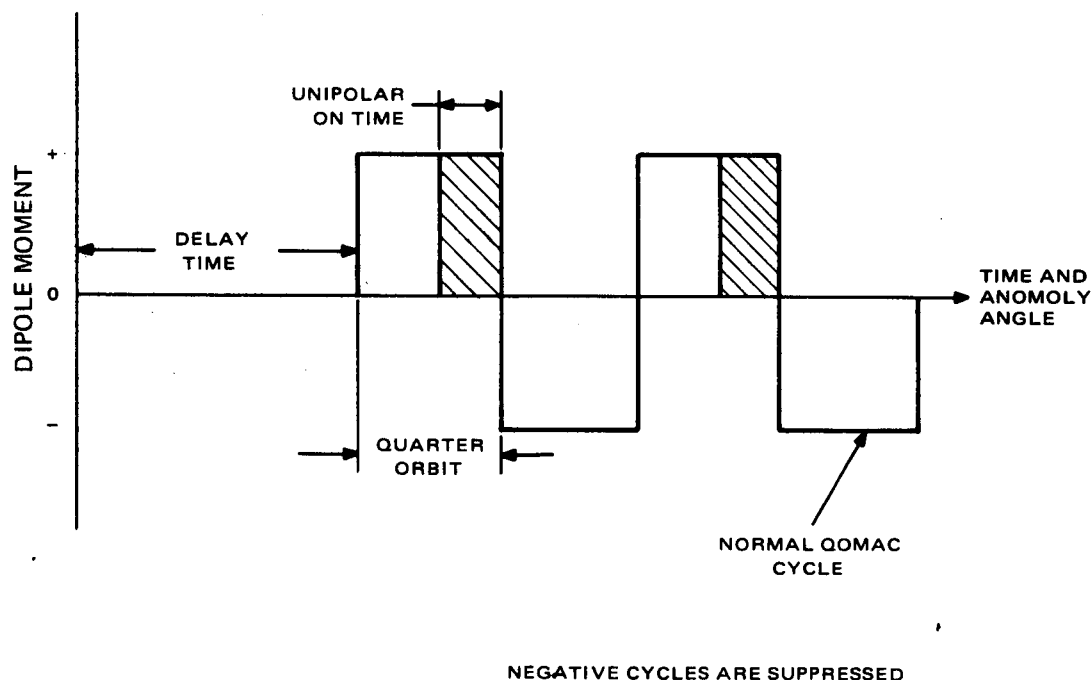 UNIPOLAR
ON TIME
+
DIPOLE MOMENT
DELAY
TIME
0
TIME AND
ANOMOLY
ANGLE
−
QUARTER
ORBIT
NORMAL QOMAC
CYCLE
NEGATIVE CYCLES ARE SUPPRESSED